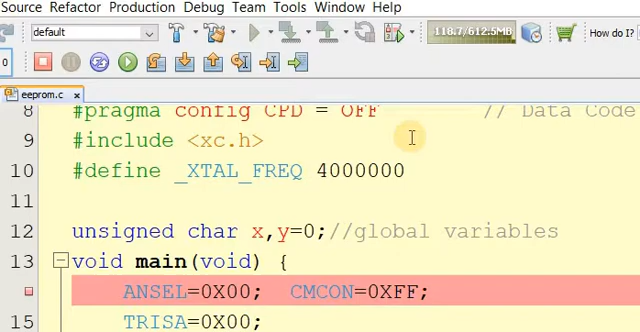 Source Refactor Production Debug Team Tools Window Help
default 118.7/612.5MB How do I?
0
eeprom.c x
8 #pragma config CPD = OFF // Data Code
9 #include <xc.h>
10 #define _XTAL_FREQ 4000000
11
12 unsigned char x,y=0;//global variables
13 void main(void) {
ANSEL=0X00; CMCON=0XFF;
15 TRISA=0X00;